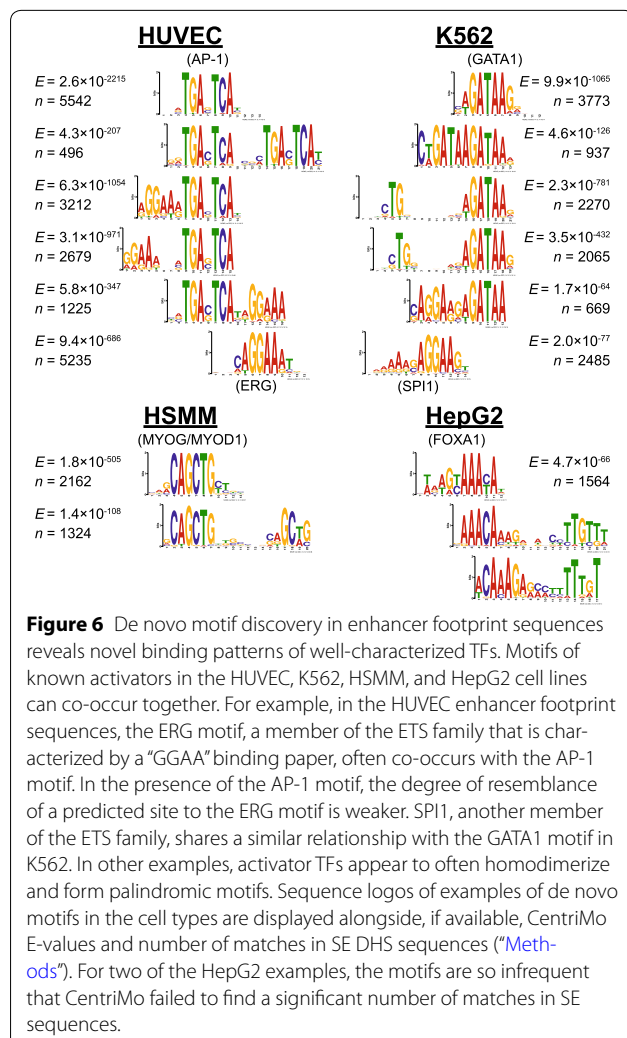 HUVEC
(AP-1)
E = 2.6×10-2215
n = 5542
E = 4.3×10-207
n = 496
E = 6.3×10-1054
n = 3212
E = 3.1×10-971
n = 2679
E = 5.8×10-347
n = 1225
E = 9.4×10-686
n = 5235
(ERG)
K562
(GATA1)
E = 9.9×10-1065
n = 3773
E = 4.6×10-126
n = 937
E = 2.3×10-781
n = 2270
E = 3.5×10-432
n = 2065
E = 1.7×10-64
n = 669
E = 2.0×10-77
n = 2485
(SPI1)
HSMM
(MYOG/MYOD1)
E = 1.8×10-505
n = 2162
E = 1.4×10-108
n = 1324
HepG2
(FOXA1)
E = 4.7×10-66
n = 1564
Figure 6 De novo motif discovery in enhancer footprint sequences
reveals novel binding patterns of well-characterized TFs. Motifs of
known activators in the HUVEC, K562, HSMM, and HepG2 cell lines
can co-occur together. For example, in the HUVEC enhancer footprint
sequences, the ERG motif, a member of the ETS family that is char-
acterized by a “GGAA” binding paper, often co-occurs with the AP-1
motif. In the presence of the AP-1 motif, the degree of resemblance
of a predicted site to the ERG motif is weaker. SPI1, another member
of the ETS family, shares a similar relationship with the GATA1 motif in
K562. In other examples, activator TFs appear to often homodimerize
and form palindromic motifs. Sequence logos of examples of de novo
motifs in the cell types are displayed alongside, if available, CentriMo
E-values and number of matches in SE DHS sequences (“Meth-
ods”). For two of the HepG2 examples, the motifs are so infrequent
that CentriMo failed to find a significant number of matches in SE
sequences.